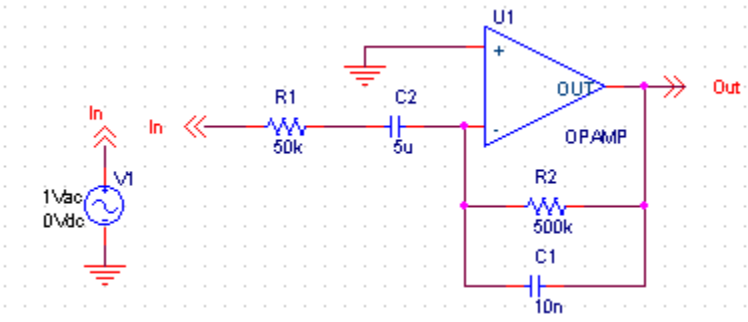 U1
+
OUT
-
OPAMP
Out
In
In
R1
50k
C2
5u
V1
1Vac
0Vdc
R2
500k
C1
10n